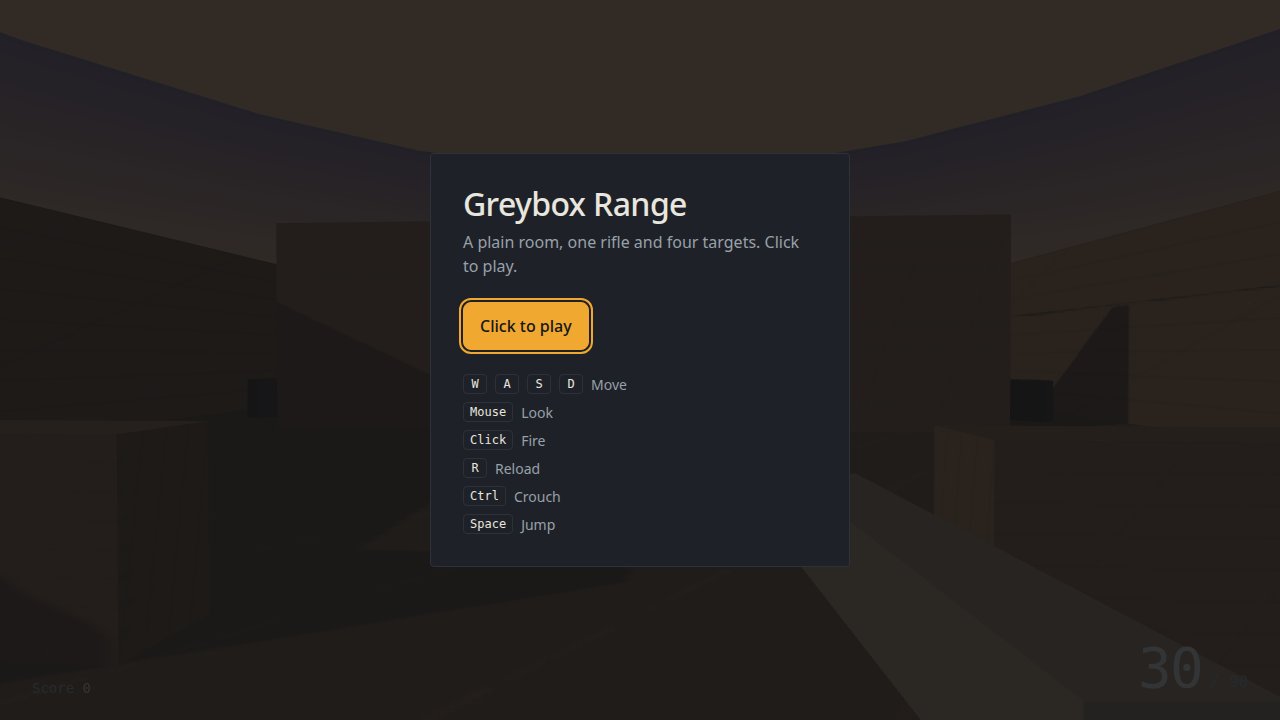 Greybox Range
A plain room, one rifle and four targets. Click
to play.
Click to play
W A S D Move
Mouse Look
Click Fire
R Reload
Ctrl Crouch
Space Jump
Score 0
30 / 90